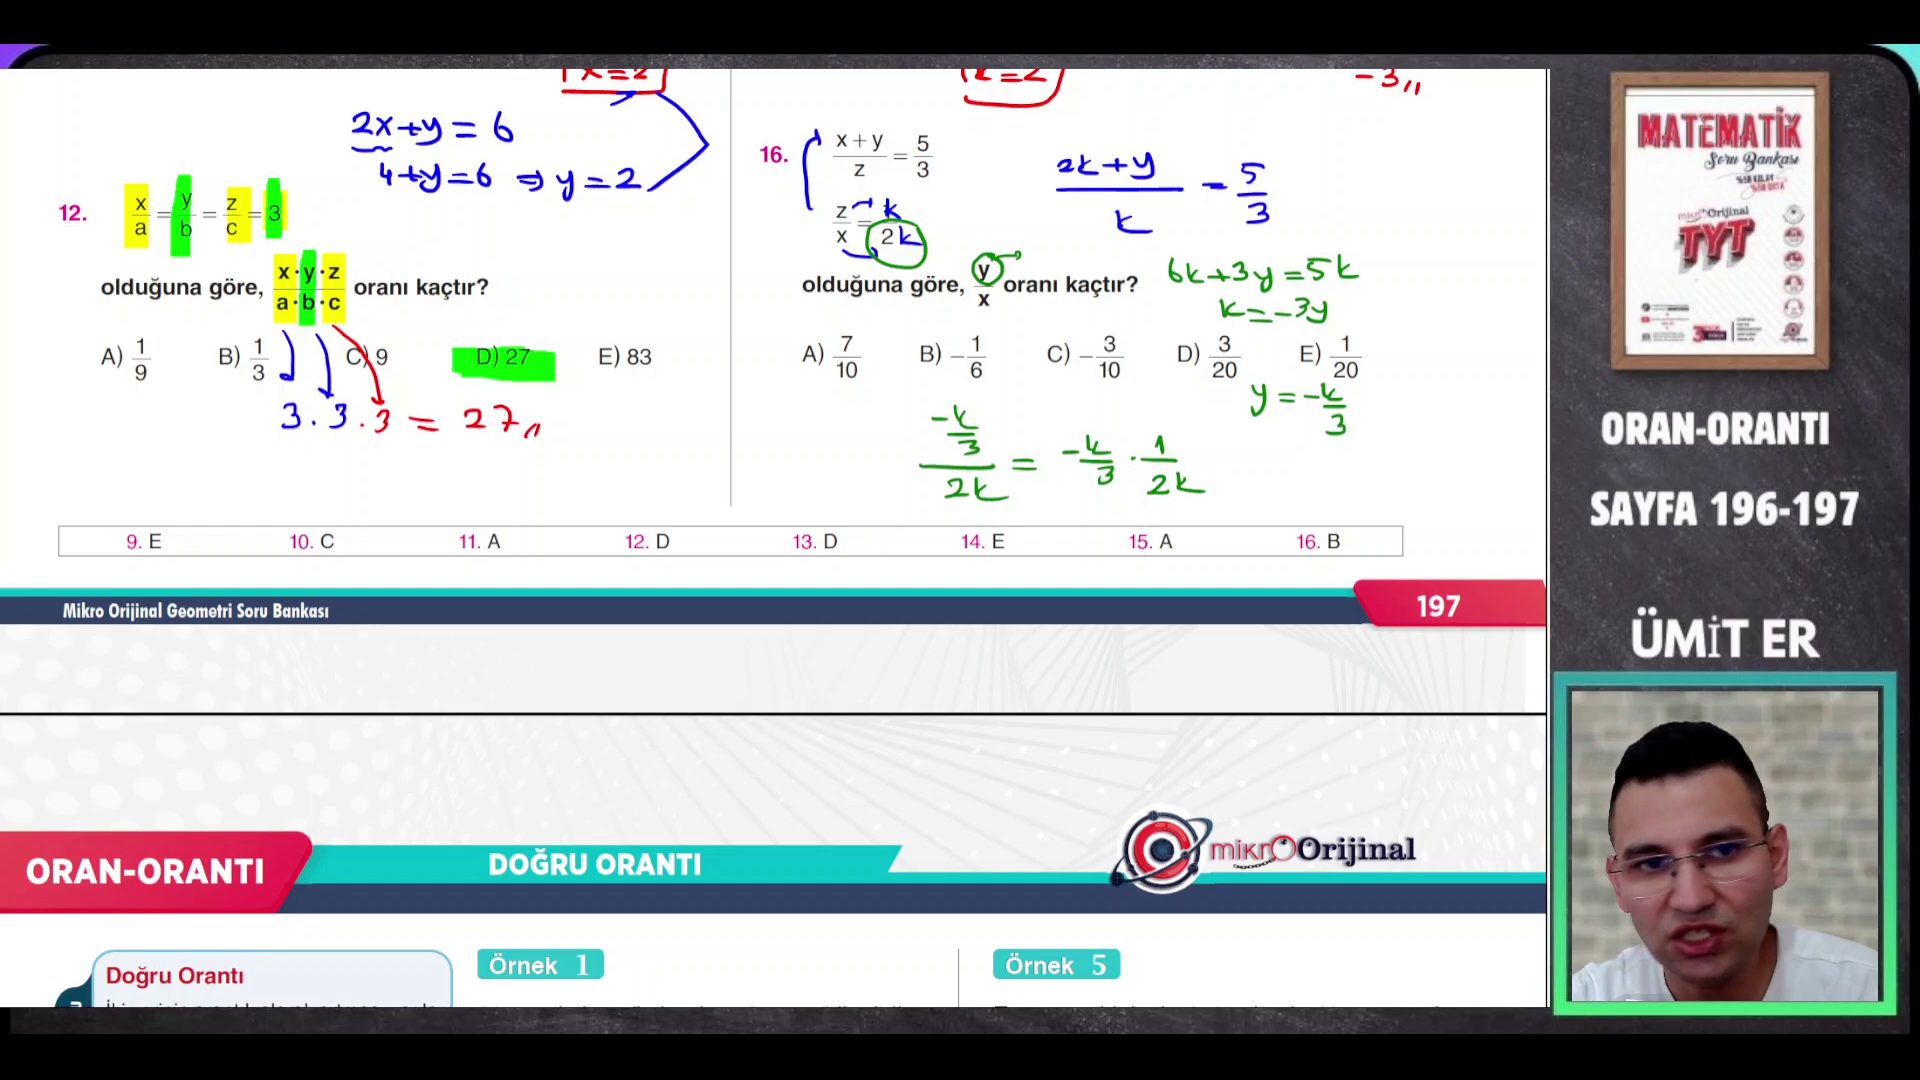 x = 2
k = 2
-3,,
2x+y = 6
4+y = 6 ⇒ y = 2
12. x/a = y/b = z/c = 3
olduğuna göre, x·y·z / a·b·c oranı kaçtır?
A) 1/9 B) 1/3 C) 9 D) 27 E) 83
3 . 3 . 3 = 27,,
16. x+y / z = 5/3
z/x = k / 2k
2k+y / k = 5/3
olduğuna göre, y/x oranı kaçtır?
6k+3y = 5k
k = -3y
A) 7/10 B) -1/6 C) -3/10 D) 3/20 E) 1/20
y = -k/3
-k/3 / 2k = -k/3 · 1/2k
9. E 10. C 11. A 12. D 13. D 14. E 15. A 16. B
Mikro Orijinal Geometri Soru Bankası
197
ORAN-ORANTI
DOĞRU ORANTI
mikrOOrijinal
Doğru Orantı
Örnek 1
Örnek 5
MATEMATİK
Soru Bankası
mikro Orijinal
TYT
ORAN-ORANTI
SAYFA 196-197
ÜMİT ER